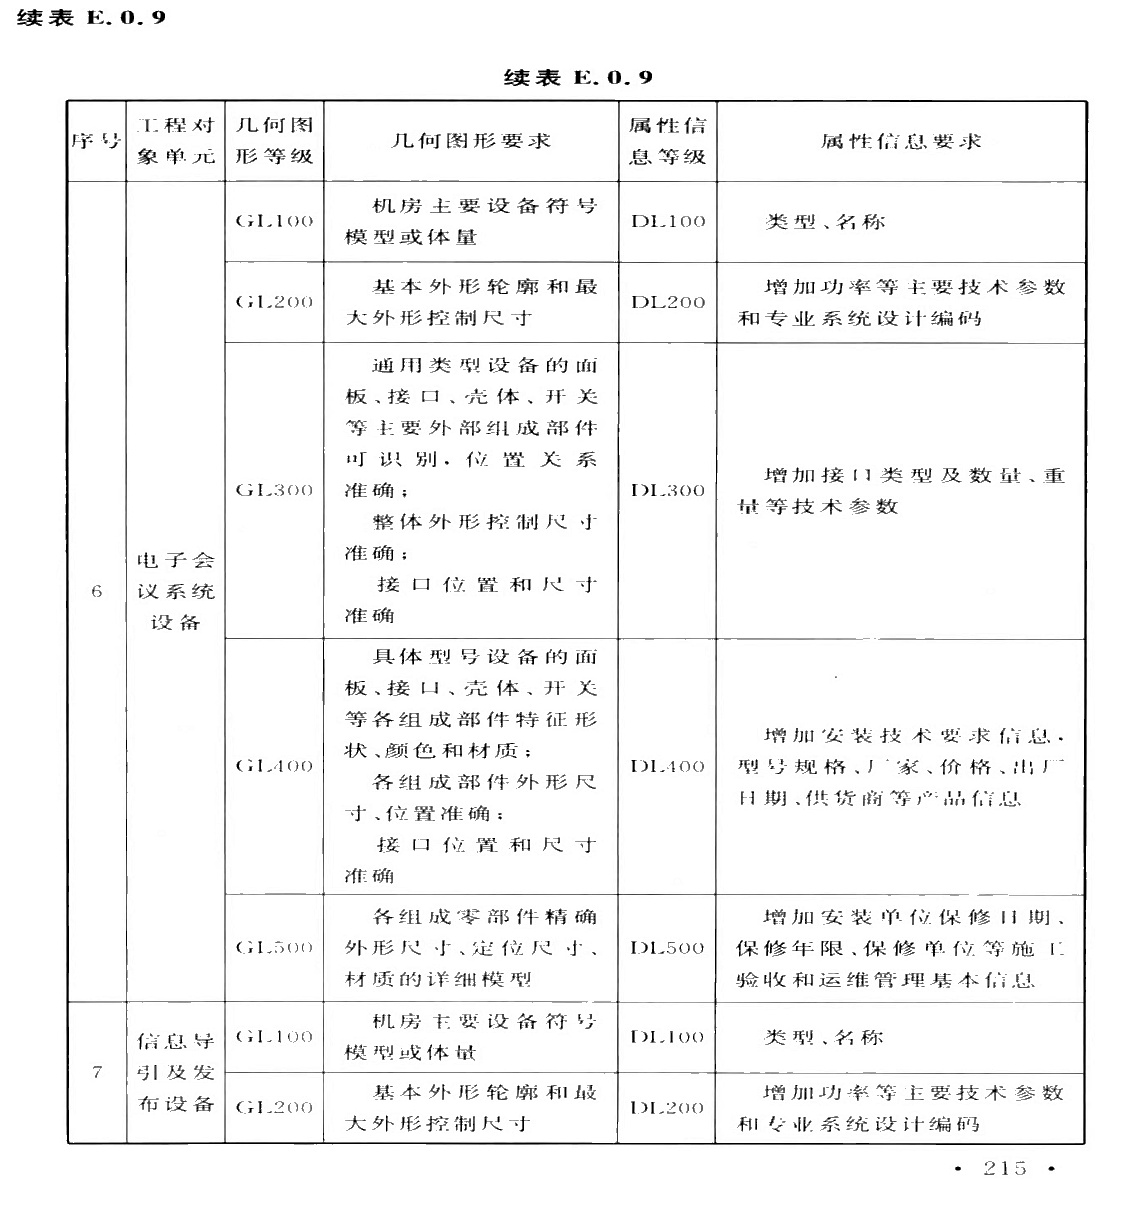 续表 E.0.9
续表 E.0.9
序号
工程对
象单元
几何图
形等级
几何图形要求
属性信
息等级
属性信息要求
6
电子会
议系统
设备
GL100
机房主要设备符号
模型或体量
DL100
类型、名称
GL200
基本外形轮廓和最
大外形控制尺寸
DL200
增加功率等主要技术参数
和专业系统设计编码
GL300
通用类型设备的面
板、接口、壳体、开关
等主要外部组成部件
可识别，位置关系
准确；
整体外形控制尺寸
准确；
接口位置和尺寸
准确
DL300
增加接口类型及数量、重
量等技术参数
GL400
具体型号设备的面
板、接口、壳体、开关
等各组成部件特征形
状、颜色和材质；
各组成部件外形尺
寸、位置准确；
接口位置和尺寸
准确
DL400
增加安装技术要求信息，
型号规格、厂家、价格、出厂
日期、供货商等产品信息
GL500
各组成零部件精确
外形尺寸、定位尺寸、
材质的详细模型
DL500
增加安装单位保修日期、
保修年限、保修单位等施工
验收和运维管理基本信息
7
信息导
引及发
布设备
GL100
机房主要设备符号
模型或体量
DL100
类型、名称
GL200
基本外形轮廓和最
大外形控制尺寸
DL200
增加功率等主要技术参数
和专业系统设计编码
· 215 ·